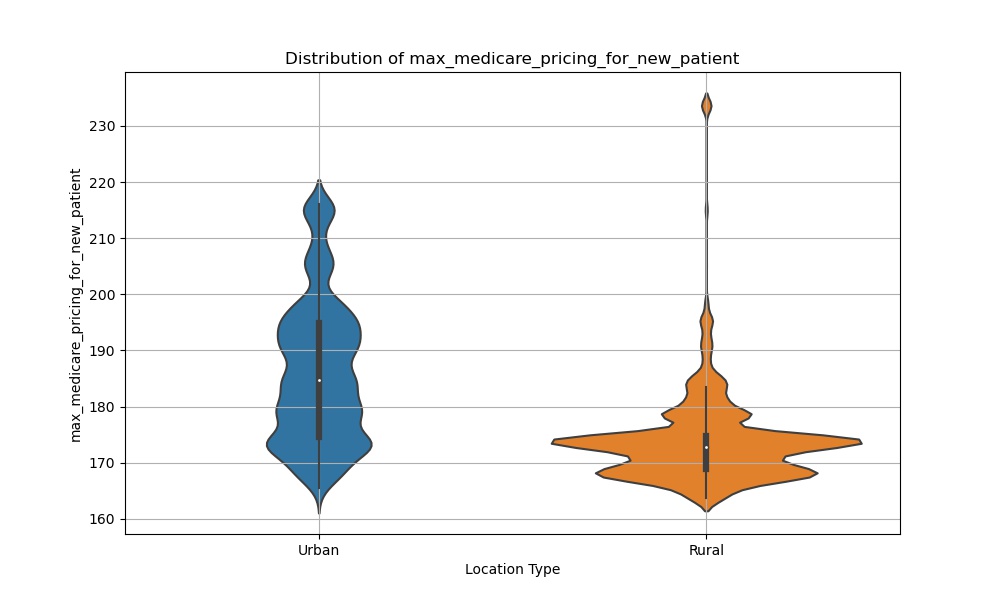 Distribution of max_medicare_pricing_for_new_patient
max_medicare_pricing_for_new_patient
230
220
210
200
190
180
170
160
Urban
Rural
Location Type